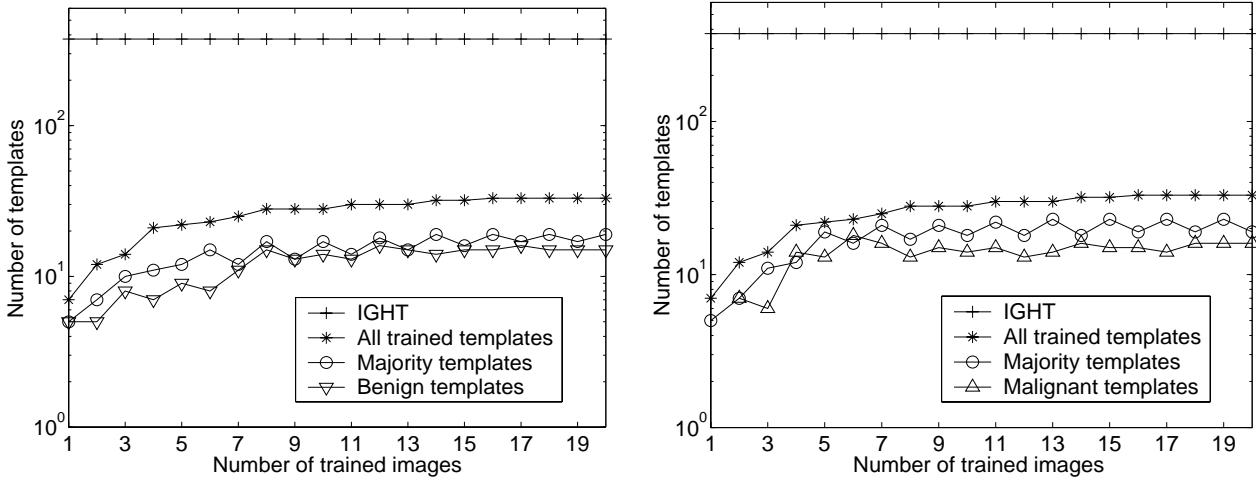 Number of templates
10^2
10^1
10^0
IGHT
All trained templates
Majority templates
Benign templates
1 3 5 7 9 11 13 15 17 19
Number of trained images
Number of templates
10^2
10^1
10^0
IGHT
All trained templates
Majority templates
Malignant templates
1 3 5 7 9 11 13 15 17 19
Number of trained images